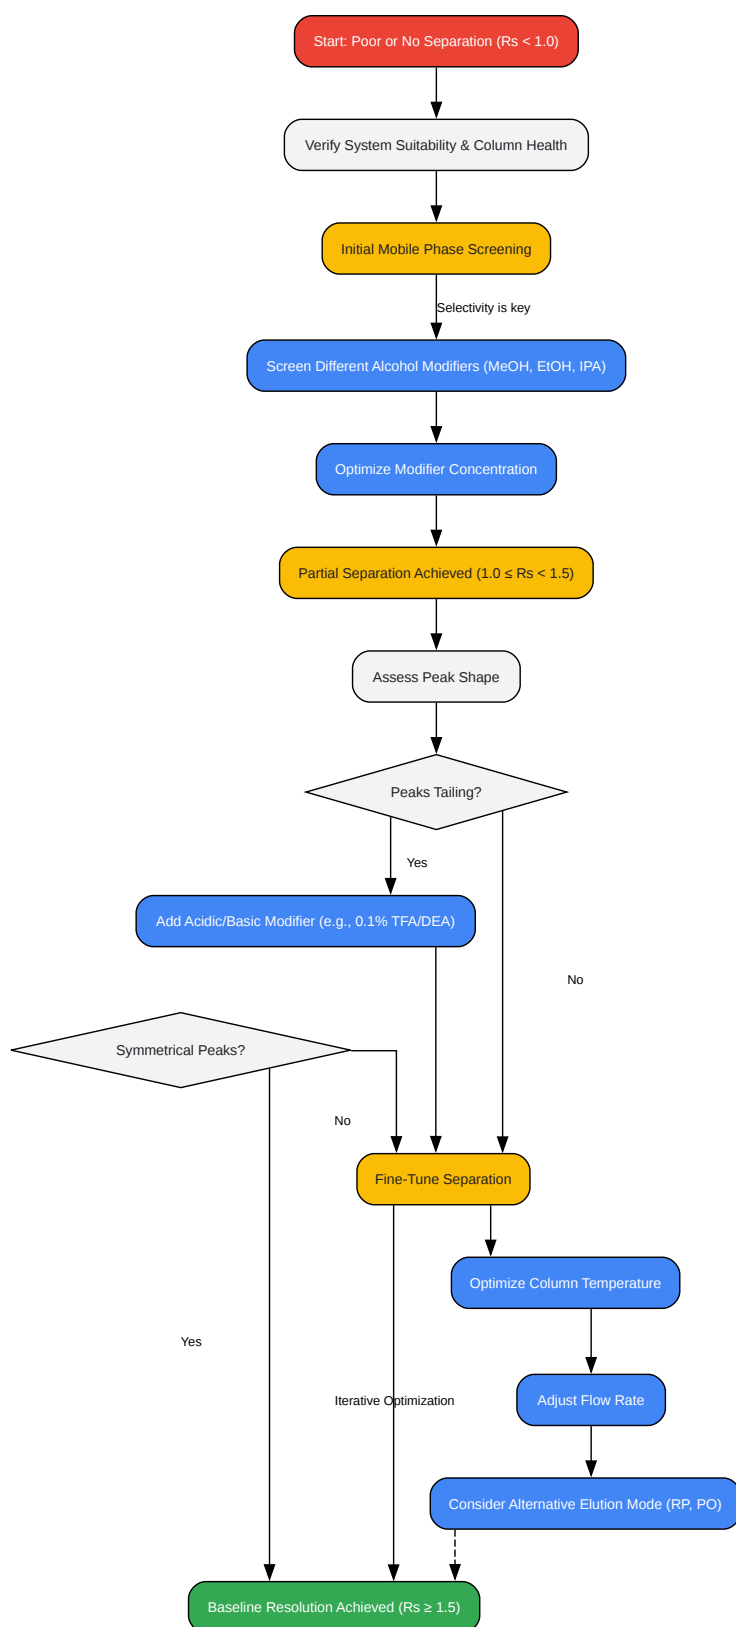 Start: Poor or No Separation (Rs < 1.0)
Verify System Suitability & Column Health
Initial Mobile Phase Screening
Selectivity is key
Screen Different Alcohol Modifiers (MeOH, EtOH, IPA)
Optimize Modifier Concentration
Partial Separation Achieved (1.0 ≤ Rs < 1.5)
Assess Peak Shape
Peaks Tailing?
Yes
Add Acidic/Basic Modifier (e.g., 0.1% TFA/DEA)
No
Symmetrical Peaks?
No
Fine-Tune Separation
Optimize Column Temperature
Yes
Iterative Optimization
Adjust Flow Rate
Consider Alternative Elution Mode (RP, PO)
Baseline Resolution Achieved (Rs ≥ 1.5)